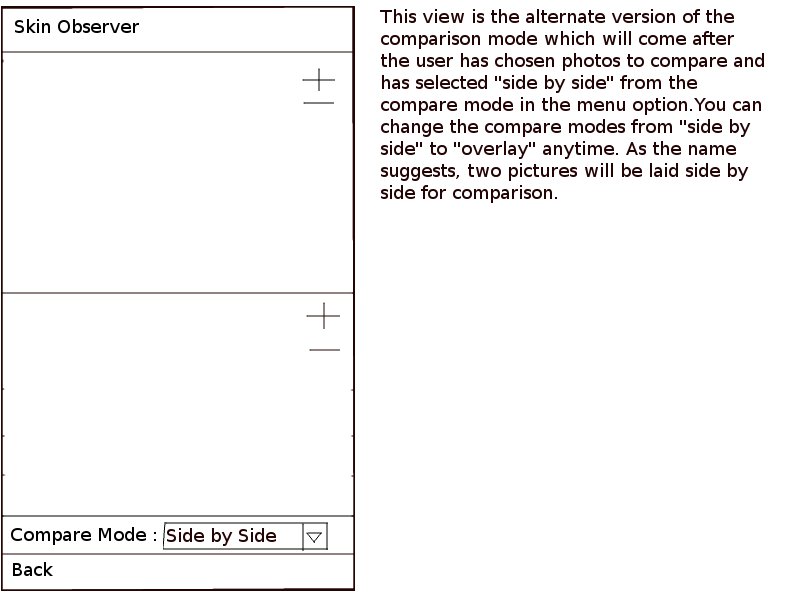 Skin Observer
Compare Mode : Side by Side
Back
This view is the alternate version of the
comparison mode which will come after
the user has chosen photos to compare and
has selected "side by side" from the
compare mode in the menu option.You can
change the compare modes from "side by
side" to "overlay" anytime. As the name
suggests, two pictures will be laid side by
side for comparison.